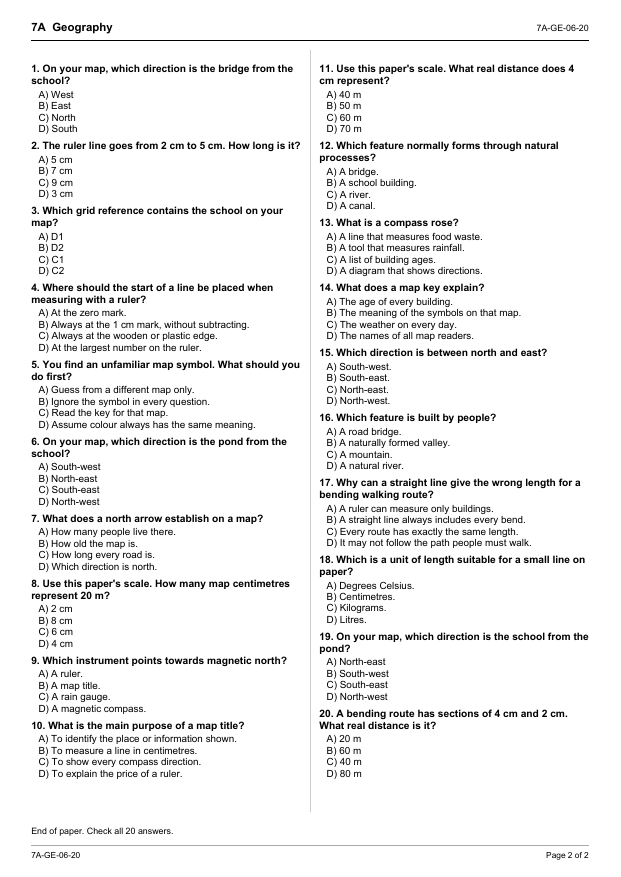 7A Geography
7A-GE-06-20
1. On your map, which direction is the bridge from the
school?
A) West
B) East
C) North
D) South
2. The ruler line goes from 2 cm to 5 cm. How long is it?
A) 5 cm
B) 7 cm
C) 9 cm
D) 3 cm
3. Which grid reference contains the school on your
map?
A) D1
B) D2
C) C1
D) C2
4. Where should the start of a line be placed when
measuring with a ruler?
A) At the zero mark.
B) Always at the 1 cm mark, without subtracting.
C) Always at the wooden or plastic edge.
D) At the largest number on the ruler.
5. You find an unfamiliar map symbol. What should you
do first?
A) Guess from a different map only.
B) Ignore the symbol in every question.
C) Read the key for that map.
D) Assume colour always has the same meaning.
6. On your map, which direction is the pond from the
school?
A) South-west
B) North-east
C) South-east
D) North-west
7. What does a north arrow establish on a map?
A) How many people live there.
B) How old the map is.
C) How long every road is.
D) Which direction is north.
8. Use this paper's scale. How many map centimetres
represent 20 m?
A) 2 cm
B) 8 cm
C) 6 cm
D) 4 cm
9. Which instrument points towards magnetic north?
A) A ruler.
B) A map title.
C) A rain gauge.
D) A magnetic compass.
10. What is the main purpose of a map title?
A) To identify the place or information shown.
B) To measure a line in centimetres.
C) To show every compass direction.
D) To explain the price of a ruler.
11. Use this paper's scale. What real distance does 4
cm represent?
A) 40 m
B) 50 m
C) 60 m
D) 70 m
12. Which feature normally forms through natural
processes?
A) A bridge.
B) A school building.
C) A river.
D) A canal.
13. What is a compass rose?
A) A line that measures food waste.
B) A tool that measures rainfall.
C) A list of building ages.
D) A diagram that shows directions.
14. What does a map key explain?
A) The age of every building.
B) The meaning of the symbols on that map.
C) The weather on every day.
D) The names of all map readers.
15. Which direction is between north and east?
A) South-west.
B) South-east.
C) North-east.
D) North-west.
16. Which feature is built by people?
A) A road bridge.
B) A naturally formed valley.
C) A mountain.
D) A natural river.
17. Why can a straight line give the wrong length for a
bending walking route?
A) A ruler can measure only buildings.
B) A straight line always includes every bend.
C) Every route has exactly the same length.
D) It may not follow the path people must walk.
18. Which is a unit of length suitable for a small line on
paper?
A) Degrees Celsius.
B) Centimetres.
C) Kilograms.
D) Litres.
19. On your map, which direction is the school from the
pond?
A) North-east
B) South-west
C) South-east
D) North-west
20. A bending route has sections of 4 cm and 2 cm.
What real distance is it?
A) 20 m
B) 60 m
C) 40 m
D) 80 m
End of paper. Check all 20 answers.
7A-GE-06-20
Page 2 of 2